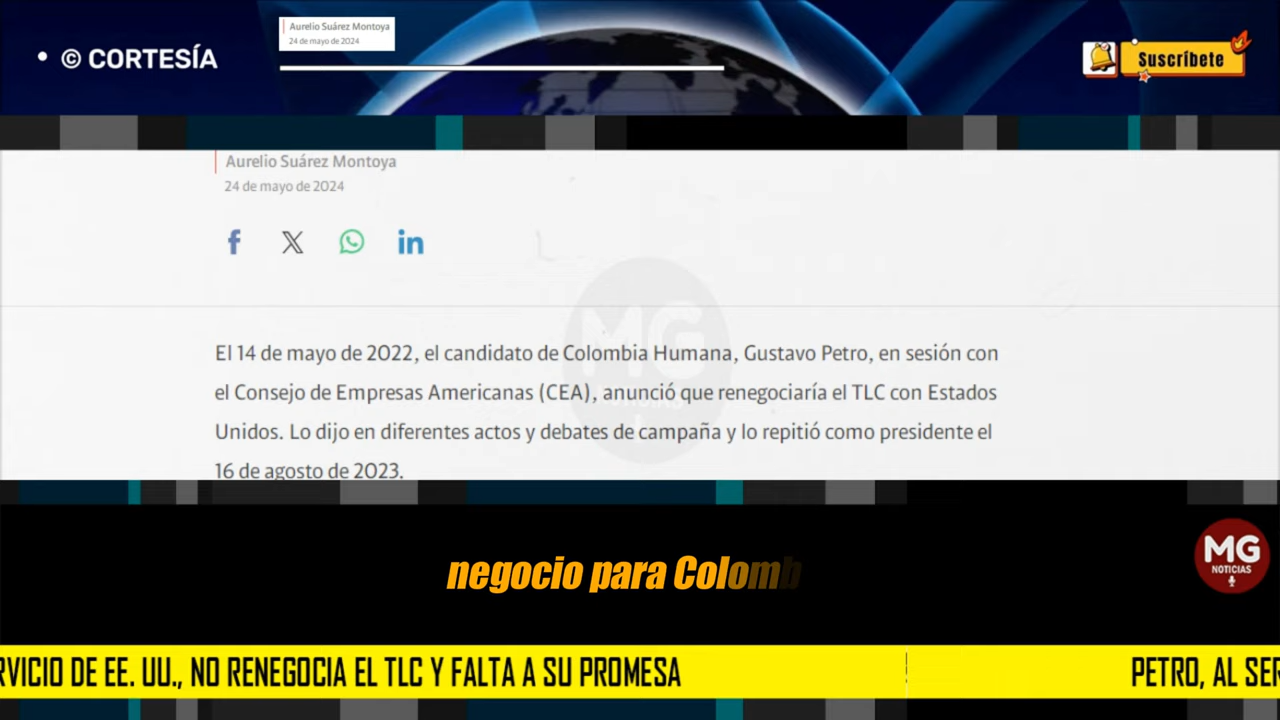 © CORTESÍA
Aurelio Suárez Montoya
24 de mayo de 2024
Suscríbete
Aurelio Suárez Montoya
24 de mayo de 2024
El 14 de mayo de 2022, el candidato de Colombia Humana, Gustavo Petro, en sesión con
el Consejo de Empresas Americanas (CEA), anunció que renegociaría el TLC con Estados
Unidos. Lo dijo en diferentes actos y debates de campaña y lo repitió como presidente el
16 de agosto de 2023.
MG
negocio para Colomb
MG
NOTICIAS
RVICIO DE EE. UU., NO RENEGOCIA EL TLC Y FALTA A SU PROMESA
PETRO, AL SER